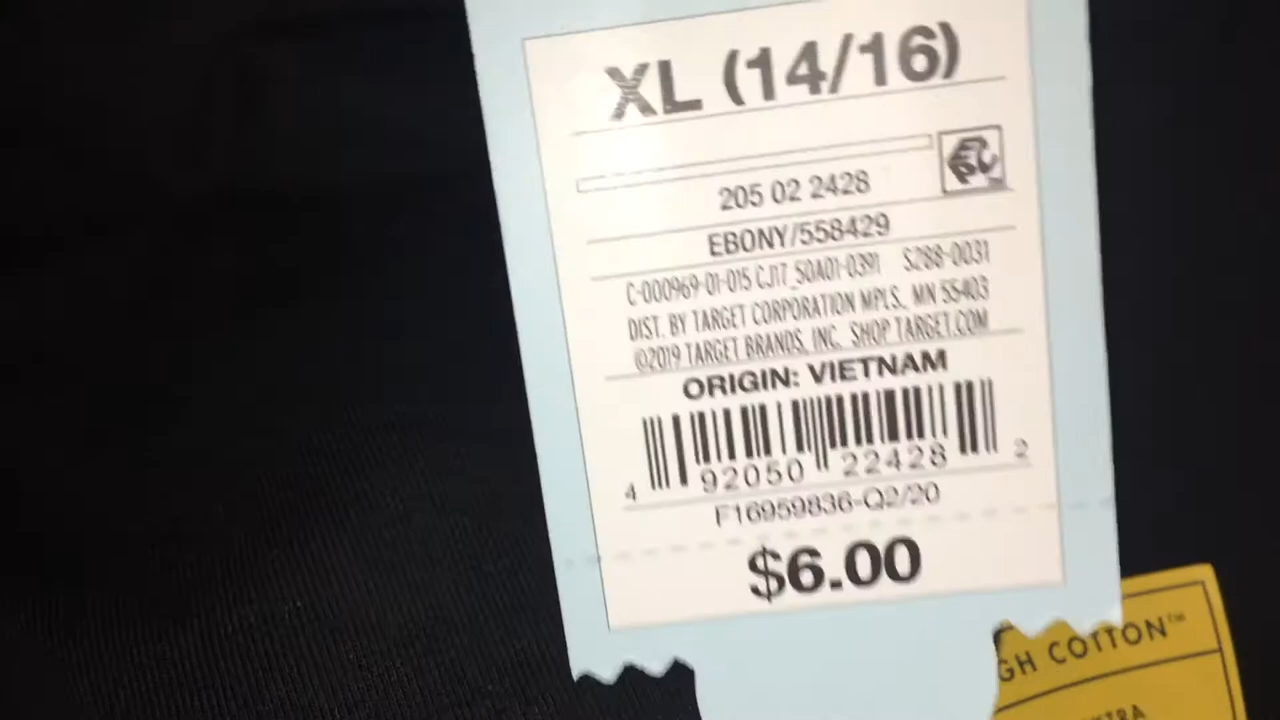 XL (14/16)
205 02 2428
EBONY/558429
C-000969-01-015 CJ17_50A01-0391 S288-0031
DIST. BY TARGET CORPORATION MPLS., MN 55403
©2019 TARGET BRANDS, INC. SHOP TARGET.COM
ORIGIN: VIETNAM
4 92050 22428 2
F16959836-Q2/20
$6.00
GH COTTON™